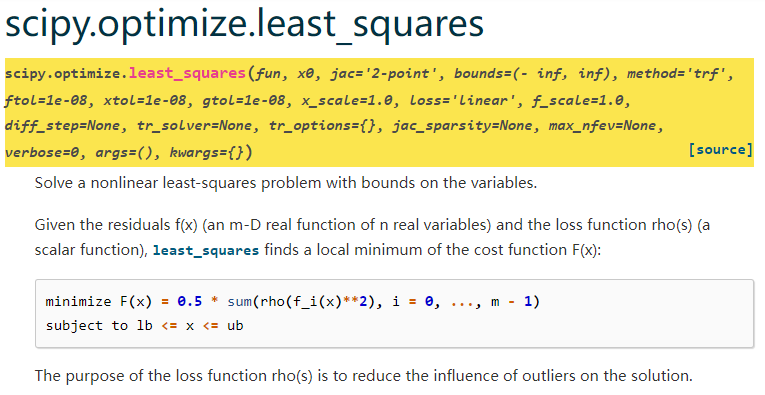 scipy.optimize.least_squares
scipy.optimize.least_squares(fun, x0, jac='2-point', bounds=(- inf, inf), method='trf',
ftol=1e-08, xtol=1e-08, gtol=1e-08, x_scale=1.0, loss='linear', f_scale=1.0,
diff_step=None, tr_solver=None, tr_options={}, jac_sparsity=None, max_nfev=None,
verbose=0, args=(), kwargs={}) [source]
Solve a nonlinear least-squares problem with bounds on the variables.
Given the residuals f(x) (an m-D real function of n real variables) and the loss function rho(s) (a
scalar function), least_squares finds a local minimum of the cost function F(x):
minimize F(x) = 0.5 * sum(rho(f_i(x)**2), i = 0, ..., m - 1)
subject to lb <= x <= ub
The purpose of the loss function rho(s) is to reduce the influence of outliers on the solution.